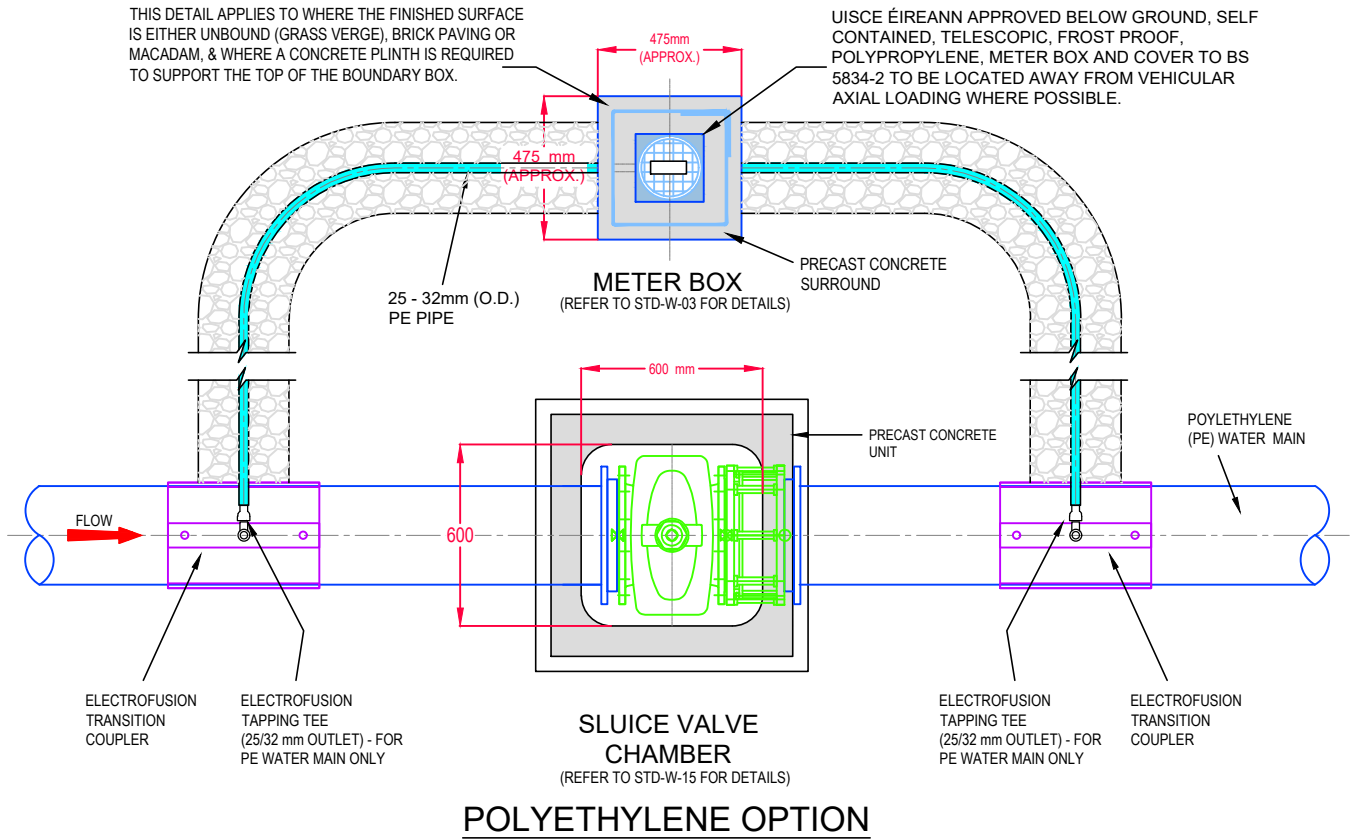 THIS DETAIL APPLIES TO WHERE THE FINISHED SURFACE
IS EITHER UNBOUND (GRASS VERGE), BRICK PAVING OR
MACADAM, & WHERE A CONCRETE PLINTH IS REQUIRED
TO SUPPORT THE TOP OF THE BOUNDARY BOX.
475mm
(APPROX.)
UISCE ÉIREANN APPROVED BELOW GROUND, SELF
CONTAINED, TELESCOPIC, FROST PROOF,
POLYPROPYLENE, METER BOX AND COVER TO BS
5834-2 TO BE LOCATED AWAY FROM VEHICULAR
AXIAL LOADING WHERE POSSIBLE.
475 mm
(APPROX.)
25 - 32mm (O.D.)
PE PIPE
METER BOX
(REFER TO STD-W-03 FOR DETAILS)
PRECAST CONCRETE
SURROUND
600 mm
PRECAST CONCRETE
UNIT
POYLETHYLENE
(PE) WATER MAIN
FLOW
600
ELECTROFUSION
TRANSITION
COUPLER
ELECTROFUSION
TAPPING TEE
(25/32 mm OUTLET) - FOR
PE WATER MAIN ONLY
SLUICE VALVE
CHAMBER
(REFER TO STD-W-15 FOR DETAILS)
ELECTROFUSION
TAPPING TEE
(25/32 mm OUTLET) - FOR
PE WATER MAIN ONLY
ELECTROFUSION
TRANSITION
COUPLER
POLYETHYLENE OPTION